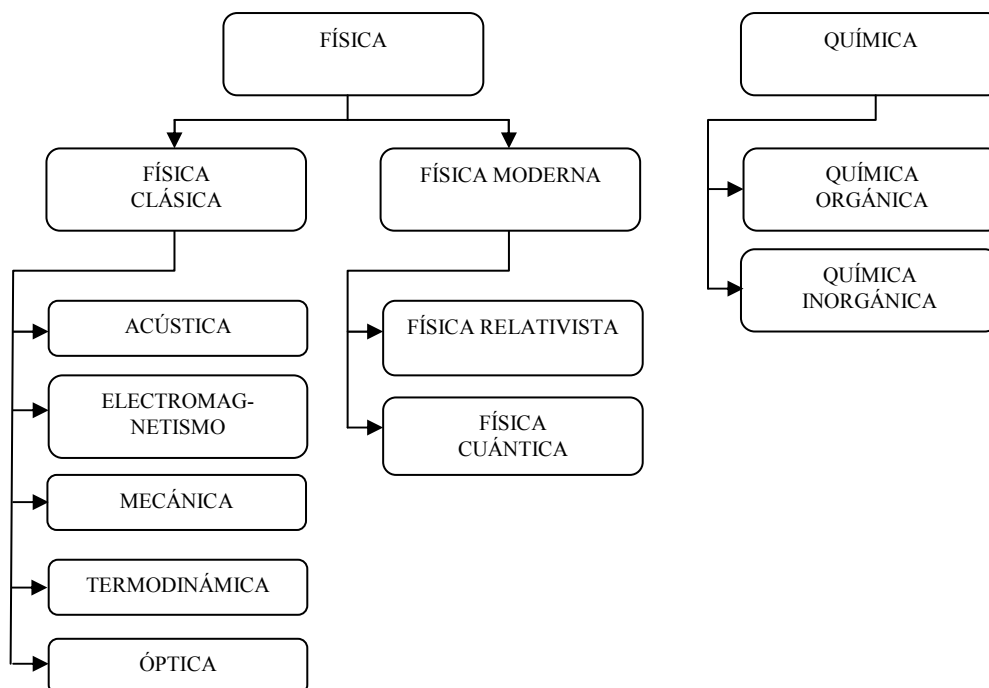 FÍSICA
QUÍMICA
FÍSICA
CLÁSICA
FÍSICA MODERNA
QUÍMICA
ORGÁNICA
QUÍMICA
INORGÁNICA
ACÚSTICA
FÍSICA RELATIVISTA
ELECTROMAG-
NETISMO
FÍSICA
CUÁNTICA
MECÁNICA
TERMODINÁMICA
ÓPTICA